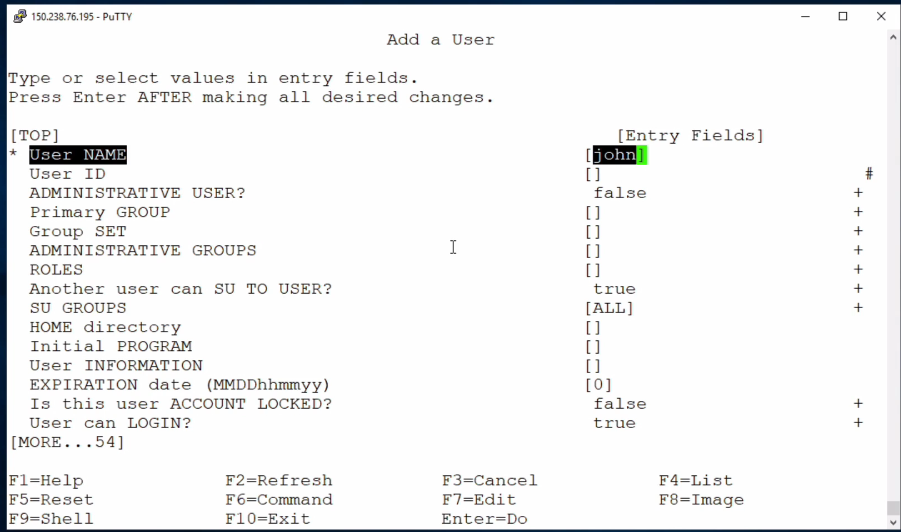 150.238.76.195 - PuTTY
Add a User
Type or select values in entry fields.
Press Enter AFTER making all desired changes.
[TOP] [Entry Fields]
* User NAME [john]
User ID [] #
ADMINISTRATIVE USER? false +
Primary GROUP [] +
Group SET [] +
ADMINISTRATIVE GROUPS [] +
ROLES [] +
Another user can SU TO USER? true +
SU GROUPS [ALL] +
HOME directory []
Initial PROGRAM []
User INFORMATION []
EXPIRATION date (MMDDhhmmyy) [0]
Is this user ACCOUNT LOCKED? false +
User can LOGIN? true +
[MORE...54]
F1=Help F2=Refresh F3=Cancel F4=List
F5=Reset F6=Command F7=Edit F8=Image
F9=Shell F10=Exit Enter=Do